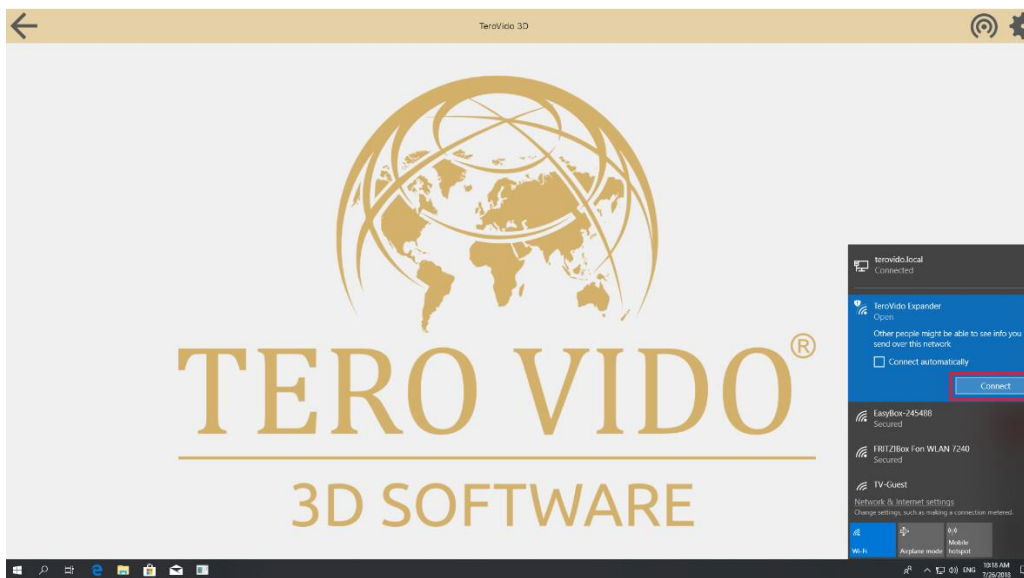 TeroVido 3D
TERO VIDO®
3D SOFTWARE
terovido.local
Connected
TeroVido Expander
Open
Other people might be able to see info you
send over this network
Connect automatically
Connect
EasyBox-245488
Secured
FRITZ!Box Fon WLAN 7240
Secured
TV-Guest
Network & Internet settings
Change settings, such as making a connection metered.
Wi-Fi
Airplane mode
Mobile
hotspot
ENG
10:18 AM
7/26/2018